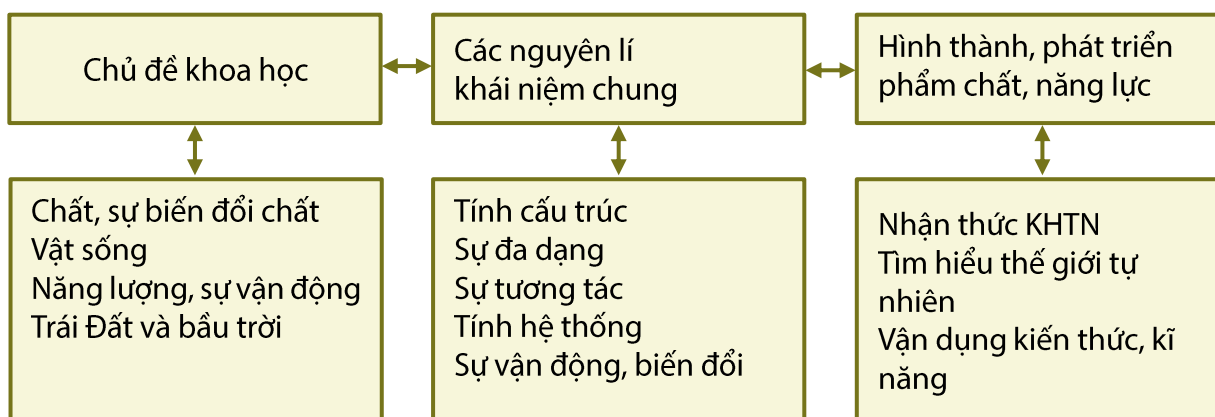 Chủ đề khoa học
Các nguyên lí
khái niệm chung
Hình thành, phát triển
phẩm chất, năng lực
Chất, sự biến đổi chất
Vật sống
Năng lượng, sự vận động
Trái Đất và bầu trời
Tính cấu trúc
Sự đa dạng
Sự tương tác
Tính hệ thống
Sự vận động, biến đổi
Nhận thức KHTN
Tìm hiểu thế giới tự
nhiên
Vận dụng kiến thức, kĩ
năng